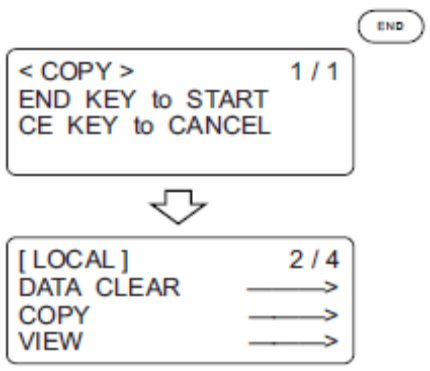 END
< COPY > 1 / 1
END KEY to START
CE KEY to CANCEL
[ LOCAL ] 2 / 4
DATA CLEAR
COPY
VIEW